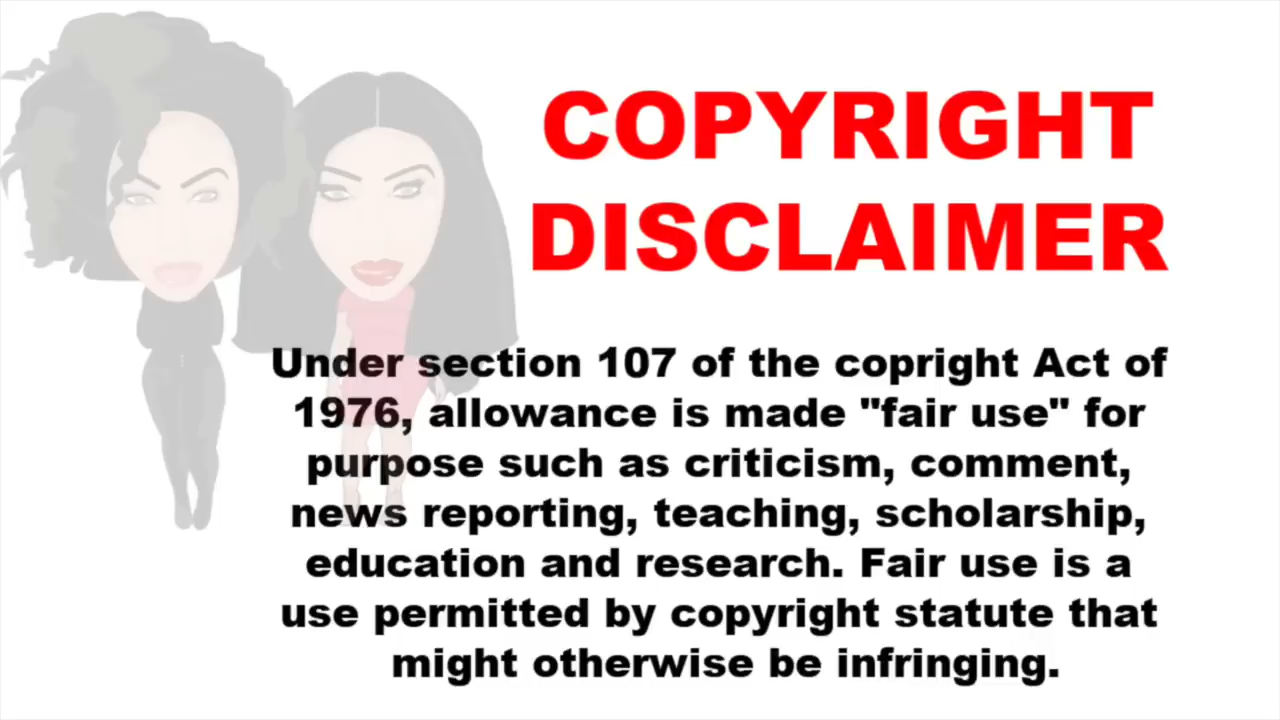 COPYRIGHT
DISCLAIMER
Under section 107 of the copright Act of
1976, allowance is made "fair use" for
purpose such as criticism, comment,
news reporting, teaching, scholarship,
education and research. Fair use is a
use permitted by copyright statute that
might otherwise be infringing.